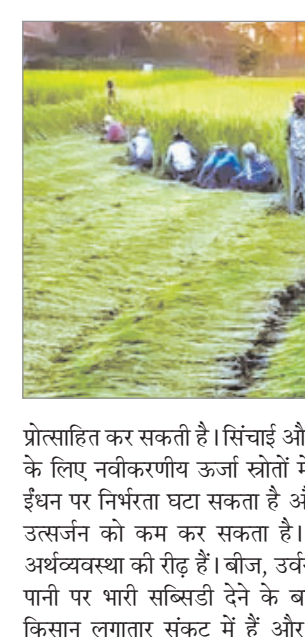 प्रोत्साहित कर सकती है। सिंचाई औ
के लिए नवीकरणीय ऊर्जा स्रोतों में
ईंधन पर निर्भरता घटा सकता है औ
उत्सर्जन को कम कर सकता है।
अर्थव्यवस्था की रीढ़ हैं। बीज, उर्व
पानी पर भारी सब्सिडी देने के ब
किसान लगातार संकट में हैं और